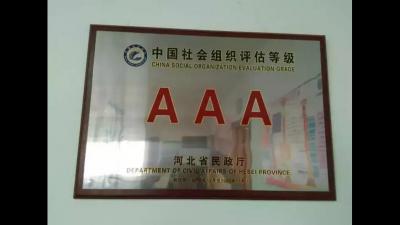 中国社会组织评估等级
CHINA SOCIAL ORGANIZATION EVALUATION GRADE
AAA
河北省民政厅
DEPARTMENT OF CIVIL AFFAIRS OF HEBEI PROVINCE